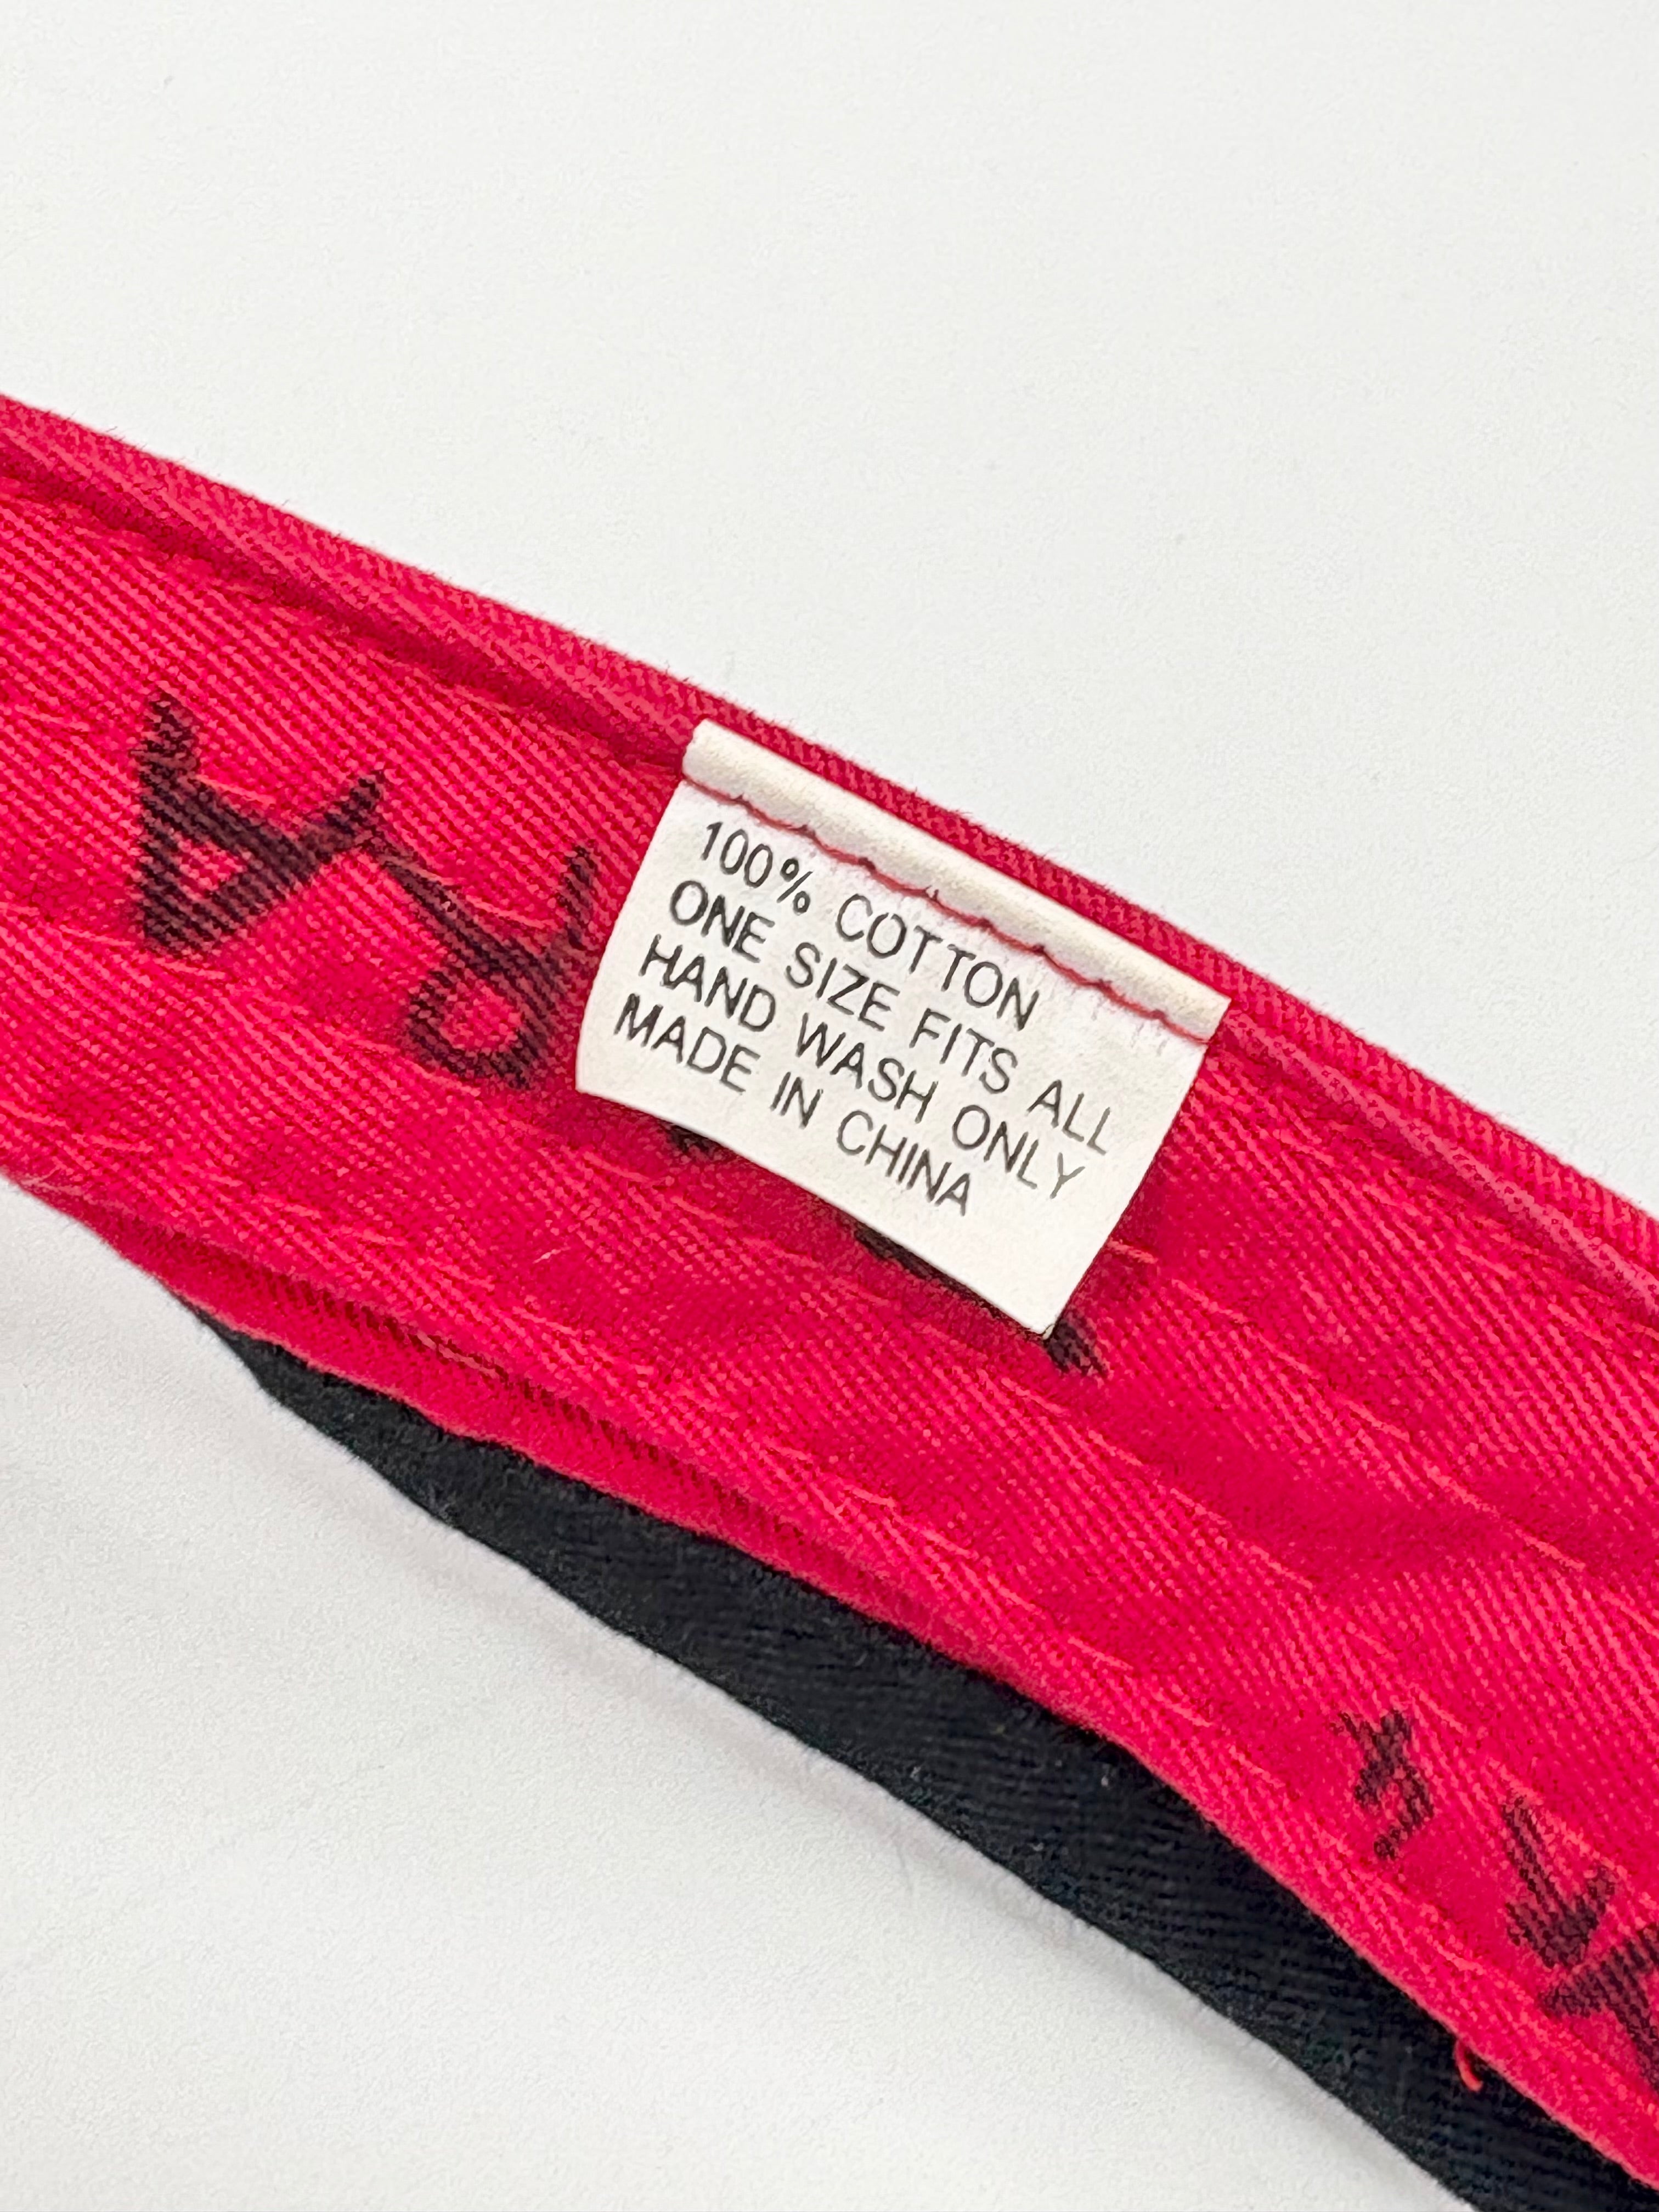 100% COTTON
ONE SIZE FITS ALL
HAND WASH ONLY
MADE IN CHINA